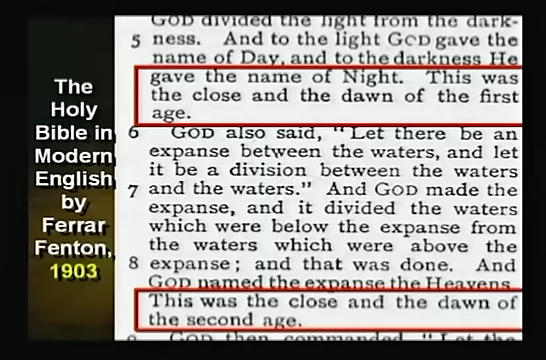 The
Holy
Bible in
Modern
English
by
Ferrar
Fenton,
1903
GOD divided the light from the dark-
5 ness. And to the light GOD gave the
name of Day, and to the darkness He
gave the name of Night. This was
the close and the dawn of the first
age.
6 GOD also said, "Let there be an
expanse between the waters, and let
it be a division between the waters
7 and the waters." And GOD made the
expanse, and it divided the waters
which were below the expanse from
the waters which were above the
8 expanse; and that was done. And
GOD named the expanse the Heavens.
This was the close and the dawn of
the second age.
GOD then commanded, "Let the